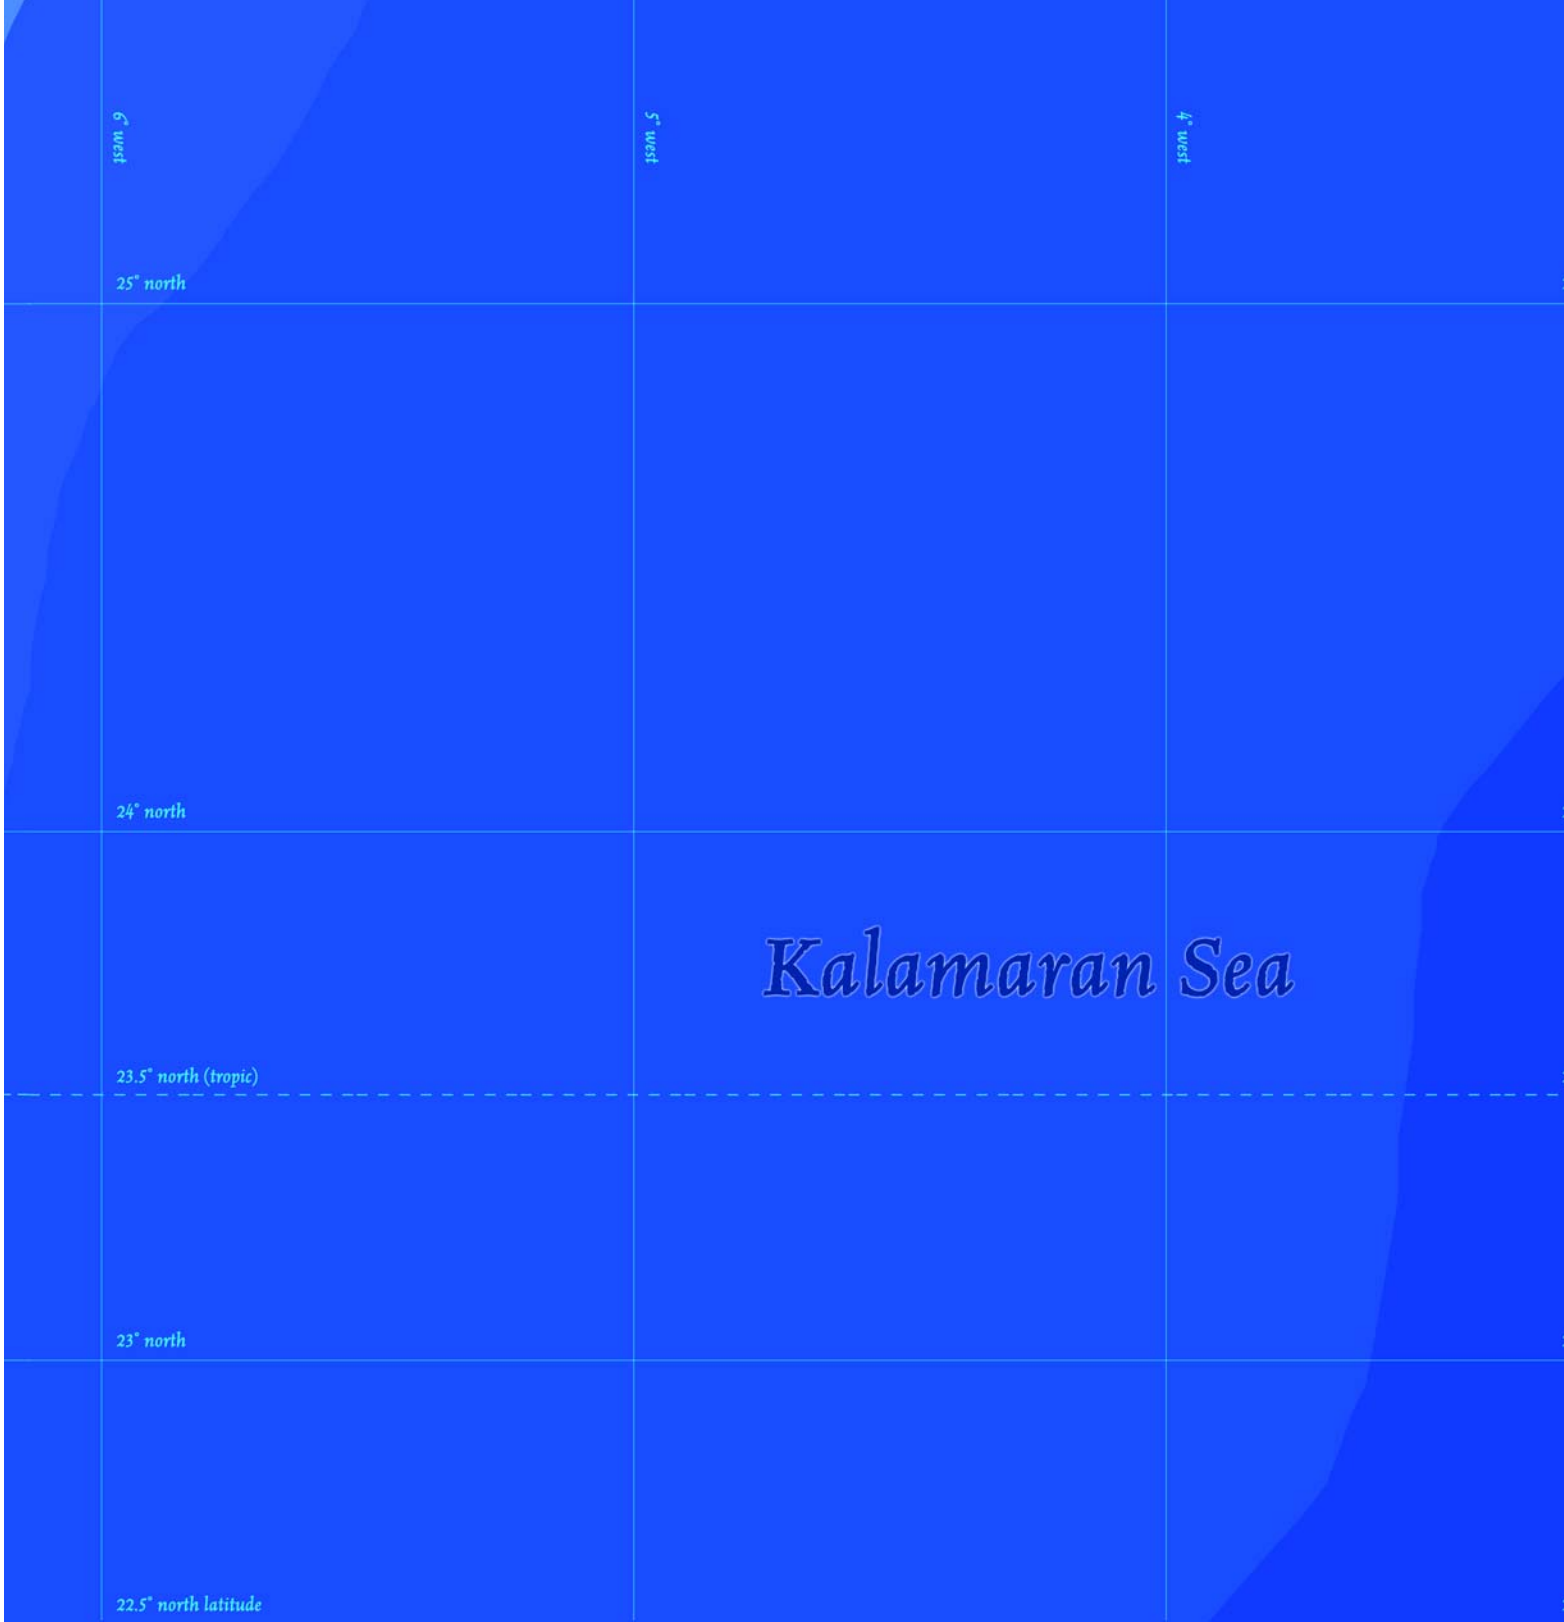 6° west
5° west
4° west
25° north
24° north
Kalamaran Sea
23.5° north (tropic)
23° north
22.5° north latitude